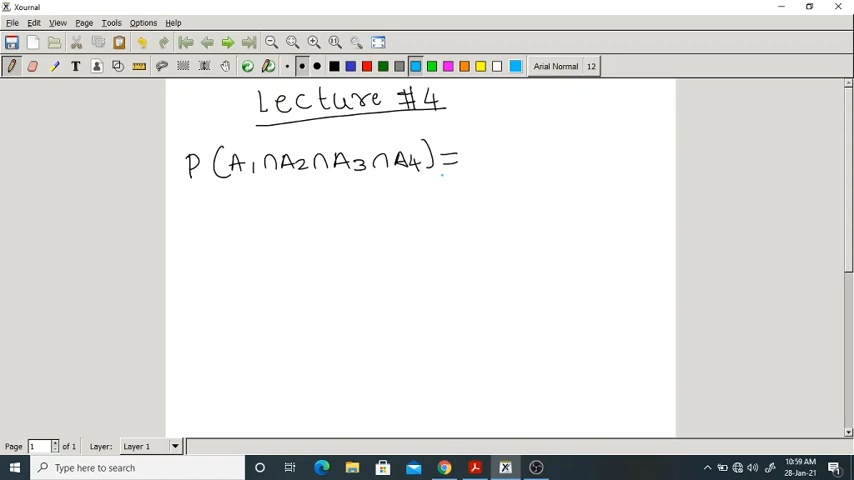 Xournal
File Edit View Page Tools Options Help
Arial Normal 12
Lecture #4
P (A1∩A2∩A3∩A4)=
Page 1 of 1 Layer: Layer 1
Type here to search
10:59 AM
28-Jan-21
1